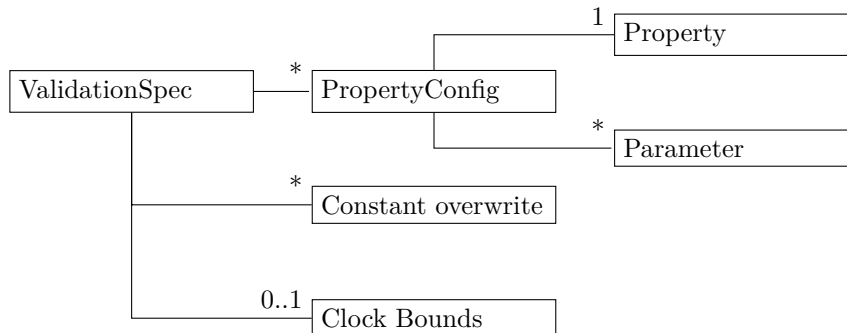 1
Property
*
ValidationSpec
PropertyConfig
*
Parameter
*
Constant overwrite
0..1
Clock Bounds